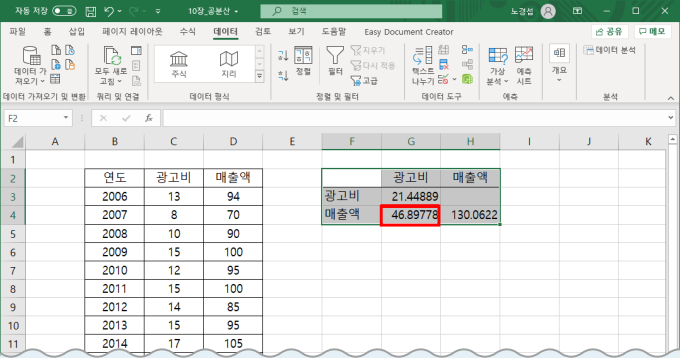 자동 저장 10장_공분산 검색 노경섭
파일 홈 삽입 페이지 레이아웃 수식 데이터 검토 보기 도움말 Easy Document Creator 공유 메모
데이터 가져오기 모두 새로 고침 주식 지리 정렬 필터 지우기 다시 적용 고급 텍스트 나누기 가상 분석 예측 시트 개요 데이터 분석
데이터 가져오기 및 변환 쿼리 및 연결 데이터 형식 정렬 및 필터 데이터 도구 예측 분석
F2 fx
A B C D E F G H I J K
1
2 연도 광고비 매출액 광고비 매출액
3 2006 13 94 광고비 21.44889
4 2007 8 70 매출액 46.89778 130.0622
5 2008 10 90
6 2009 15 100
7 2010 12 95
8 2011 15 100
9 2012 14 85
10 2013 15 95
11 2014 17 105